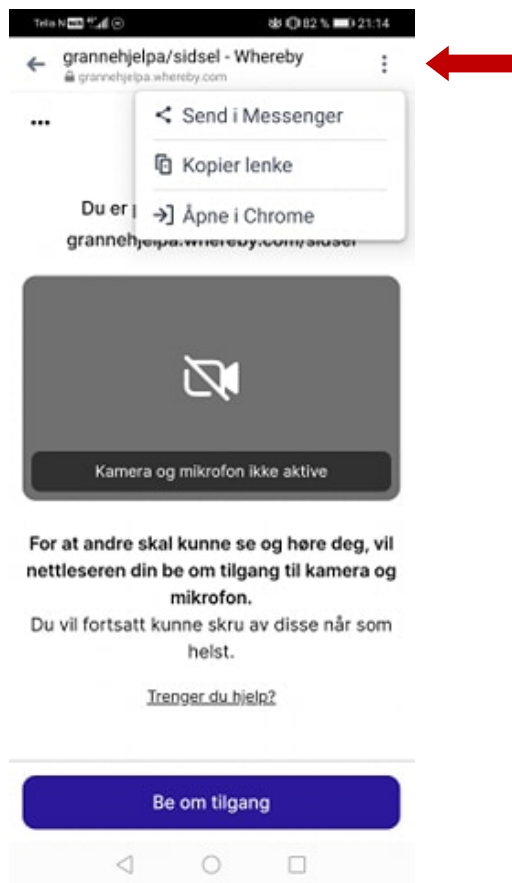 Telia N 82 % 21:14
grannehjelpa/sidsel - Whereby
grannehjelpa.whereby.com
Send i Messenger
Kopier lenke
Åpne i Chrome
Du er
grannehjelpa.whereby.com/sidsel
Kamera og mikrofon ikke aktive
For at andre skal kunne se og høre deg, vil
nettleseren din be om tilgang til kamera og
mikrofon.
Du vil fortsatt kunne skru av disse når som
helst.
Trenger du hjelp?
Be om tilgang